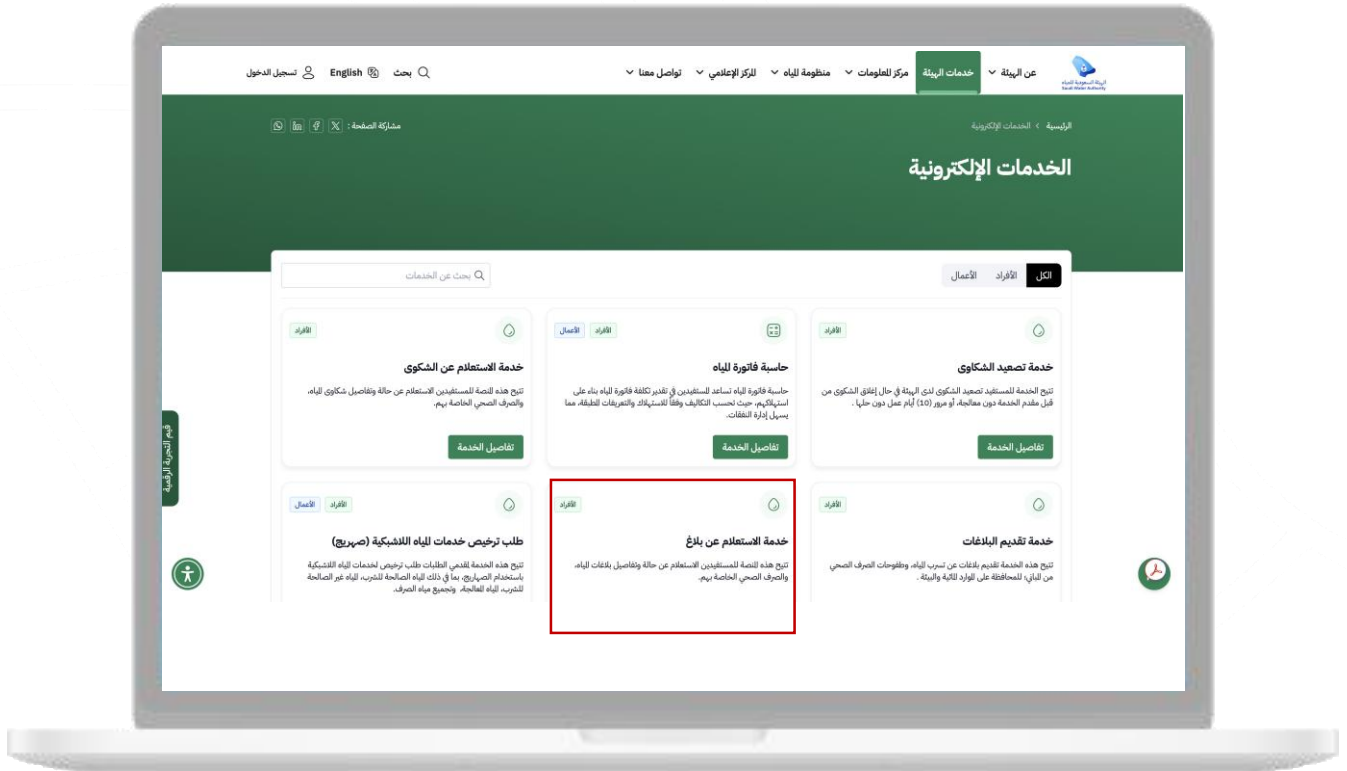 الهيئة السعودية للمياه
Saudi Water Authority
عن الهيئة
خدمات الهيئة
مركز المعلومات
منظومة المياه
المركز الإعلامي
تواصل معنا
بحث
English
تسجيل الدخول
الرئيسية > الخدمات الإلكترونية
مشاركة الصفحة :
الخدمات الإلكترونية
الكل
الأفراد
الأعمال
بحث عن الخدمات
الأفراد
خدمة تصعيد الشكاوى
تتيح الخدمة للمستفيد تصعيد الشكوى لدى الهيئة في حال إغلاق الشكوى من
قبل مقدم الخدمة دون معالجة، أو مرور (10) أيام عمل دون حلها .
تفاصيل الخدمة
الأفراد
الأعمال
حاسبة فاتورة المياه
حاسبة فاتورة المياه تساعد المستفيدين في تقدير تكلفة فاتورة المياه بناء على
استهلاكهم، حيث تحسب التكاليف وفقاً للاستهلاك والتعريفات المطبقة، مما
يسهل إدارة النفقات.
تفاصيل الخدمة
الأفراد
خدمة الاستعلام عن الشكوى
تتيح هذه المنصة للمستفيدين الاستعلام عن حالة وتفاصيل شكاوى المياه،
والصرف الصحي الخاصة بهم.
تفاصيل الخدمة
الأفراد
خدمة تقديم البلاغات
تتيح هذه الخدمة تقديم بلاغات عن تسرب المياه، وطفوحات الصرف الصحي
من المباني؛ للمحافظة على الموارد المائية والبيئة .
الأفراد
خدمة الاستعلام عن بلاغ
تتيح هذه المنصة للمستفيدين الاستعلام عن حالة وتفاصيل بلاغات المياه،
والصرف الصحي الخاصة بهم.
الأفراد
الأعمال
طلب ترخيص خدمات المياه اللاشبكية (صهريج)
تتيح هذه الخدمة لمقدمي الطلبات طلب ترخيص لخدمات المياه اللاشبكية
باستخدام الصهاريج، بما في ذلك المياه الصالحة للشرب، المياه غير الصالحة
للشرب، المياه المعالجة، وتجميع مياه الصرف.
قيم التجربة الرقمية